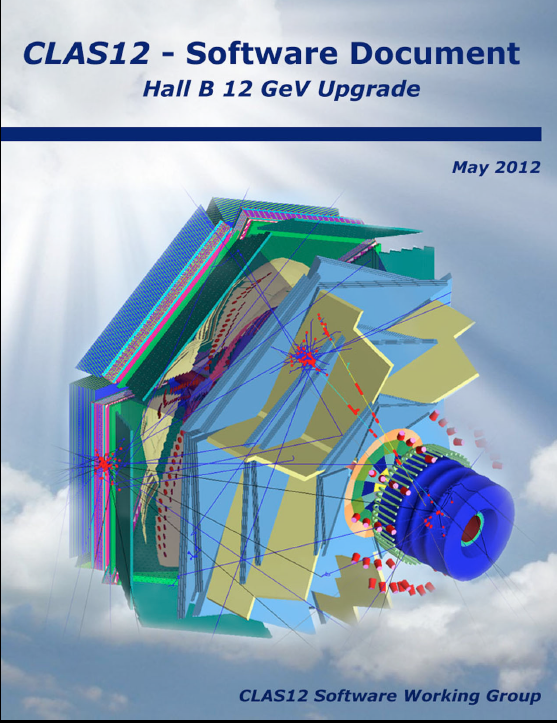 CLAS12 - Software Document
Hall B 12 GeV Upgrade
May 2012
CLAS12 Software Working Group